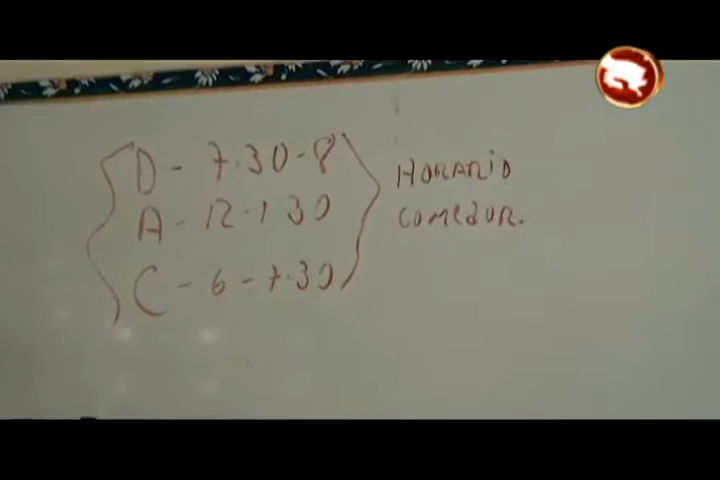 D - 7.30 - 8
A - 12.1 30
C - 6 - 7.30
HORARIO
COMEDOR.